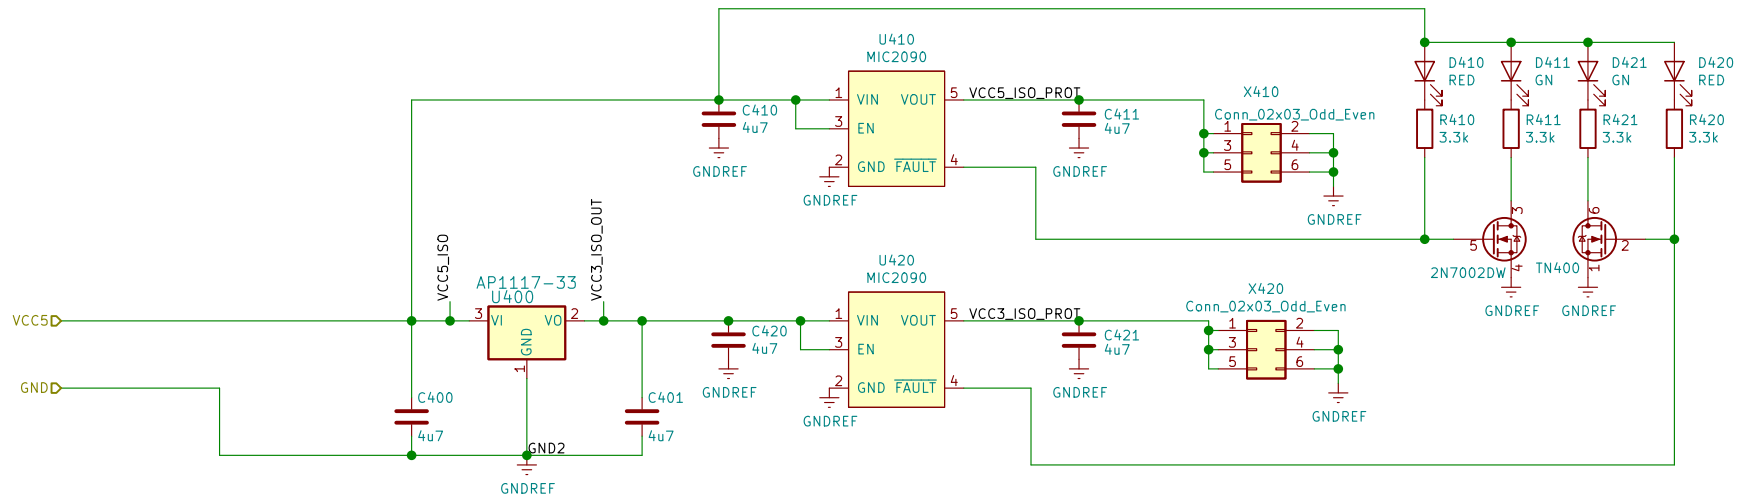 VCC5
GND
VCC5_ISO
AP1117-33
U400
3
VI
VO
2
GND
1
VCC3_ISO_OUT
C400
4u7
C401
4u7
GND2
GNDREF
C410
4u7
GNDREF
U410
MIC2090
1
VIN
VOUT
5
3
EN
2
GND
FAULT
4
GNDREF
VCC5_ISO_PROT
C411
4u7
GNDREF
X410
Conn_02x03_Odd_Even
1
2
3
4
5
6
GNDREF
C420
4u7
GNDREF
U420
MIC2090
1
VIN
VOUT
5
3
EN
2
GND
FAULT
4
GNDREF
VCC3_ISO_PROT
C421
4u7
GNDREF
X420
Conn_02x03_Odd_Even
1
2
3
4
5
6
GNDREF
D410
RED
D411
GN
D421
GN
D420
RED
R410
3.3k
R411
3.3k
R421
3.3k
R420
3.3k
3
5
4
2N7002DW
GNDREF
6
2
1
TN400
GNDREF